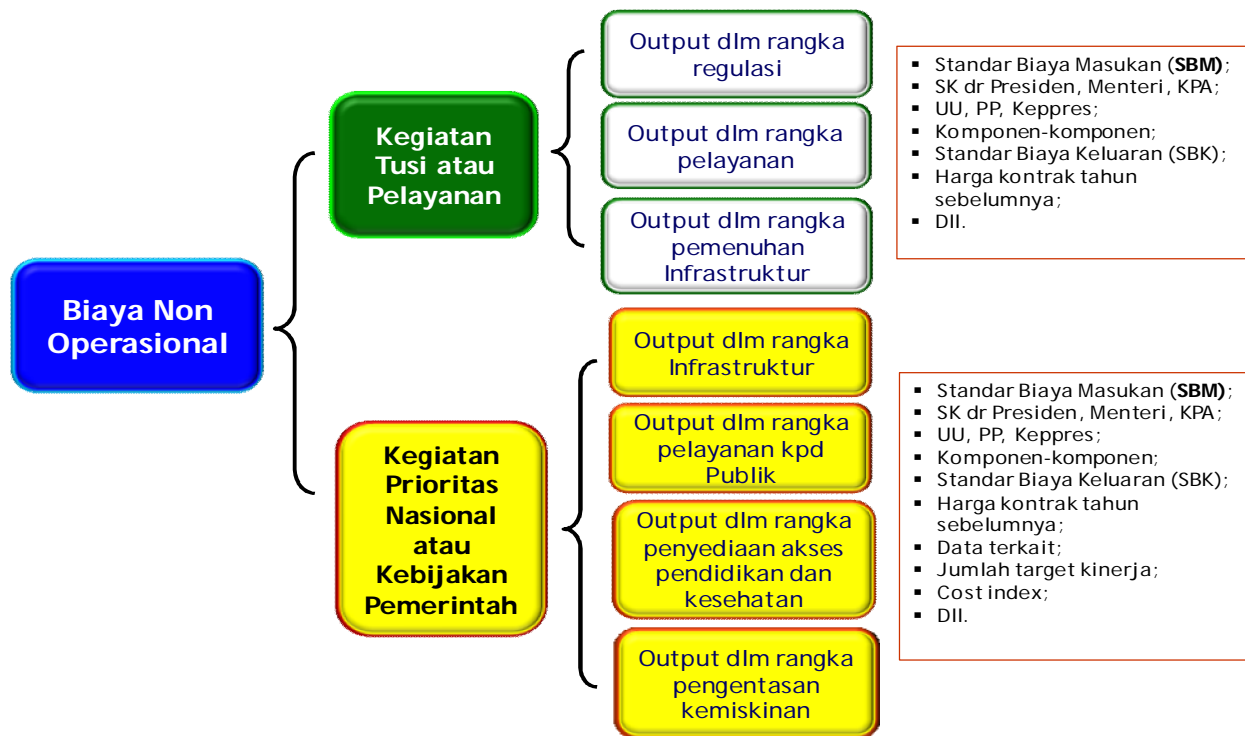 Biaya Non
Operasional
Kegiatan
Tusi atau
Pelayanan
Output dlm rangka
regulasi
Output dlm rangka
pelayanan
Output dlm rangka
pemenuhan
Infrastruktur
▪ Standar Biaya Masukan (SBM);
▪ SK dr Presiden, Menteri, KPA;
▪ UU, PP, Keppres;
▪ Komponen-komponen;
▪ Standar Biaya Keluaran (SBK);
▪ Harga kontrak tahun
sebelumnya;
▪ Dll.
Kegiatan
Prioritas
Nasional
atau
Kebijakan
Pemerintah
Output dlm rangka
Infrastruktur
Output dlm rangka
pelayanan kpd
Publik
Output dlm rangka
penyediaan akses
pendidikan dan
kesehatan
Output dlm rangka
pengentasan
kemiskinan
▪ Standar Biaya Masukan (SBM);
▪ SK dr Presiden, Menteri, KPA;
▪ UU, PP, Keppres;
▪ Komponen-komponen;
▪ Standar Biaya Keluaran (SBK);
▪ Harga kontrak tahun
sebelumnya;
▪ Data terkait;
▪ Jumlah target kinerja;
▪ Cost index;
▪ Dll.